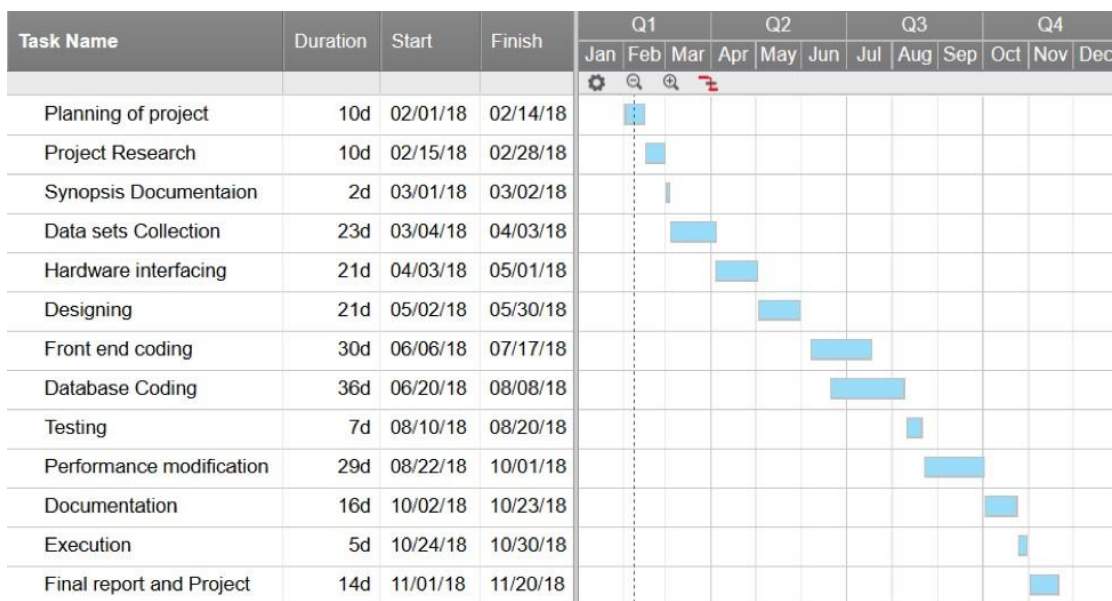 Task Name Duration Start Finish Q1 Q2 Q3 Q4
Jan Feb Mar Apr May Jun Jul Aug Sep Oct Nov Dec
Planning of project 10d 02/01/18 02/14/18
Project Research 10d 02/15/18 02/28/18
Synopsis Documentaion 2d 03/01/18 03/02/18
Data sets Collection 23d 03/04/18 04/03/18
Hardware interfacing 21d 04/03/18 05/01/18
Designing 21d 05/02/18 05/30/18
Front end coding 30d 06/06/18 07/17/18
Database Coding 36d 06/20/18 08/08/18
Testing 7d 08/10/18 08/20/18
Performance modification 29d 08/22/18 10/01/18
Documentation 16d 10/02/18 10/23/18
Execution 5d 10/24/18 10/30/18
Final report and Project 14d 11/01/18 11/20/18